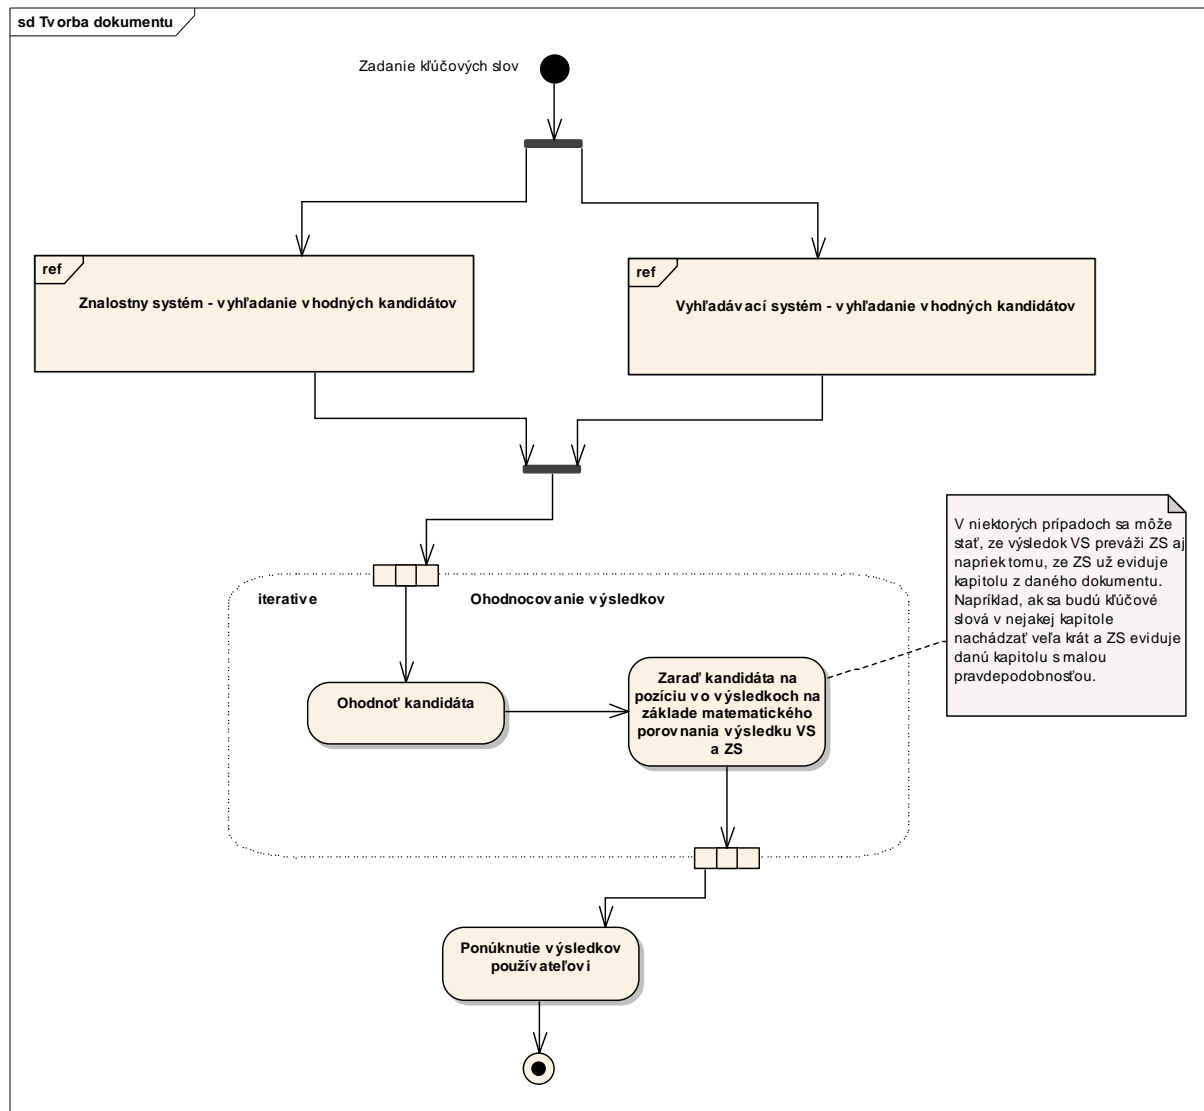 sd Tvorba dokumentu
Zadanie kľúčových slov
ref
Znalostny systém - vyhľadanie vhodných kandidátov
ref
Vyhľadávací systém - vyhľadanie vhodných kandidátov
V niektorých prípadoch sa môže
stať, ze výsledok VS preváži ZS aj
napriek tomu, ze ZS už eviduje
kapitolu z daného dokumentu.
Napríklad, ak sa budú kľúčové
slová v nejakej kapitole
nachádzať veľa krát a ZS eviduje
danú kapitolu s malou
pravdepodobnosťou.
iterative
Ohodnocovanie výsledkov
Ohodnoť kandidáta
Zaraď kandidáta na
pozíciu vo výsledkoch na
základe matematického
porovnania výsledku VS
a ZS
Ponúknutie výsledkov
používateľovi